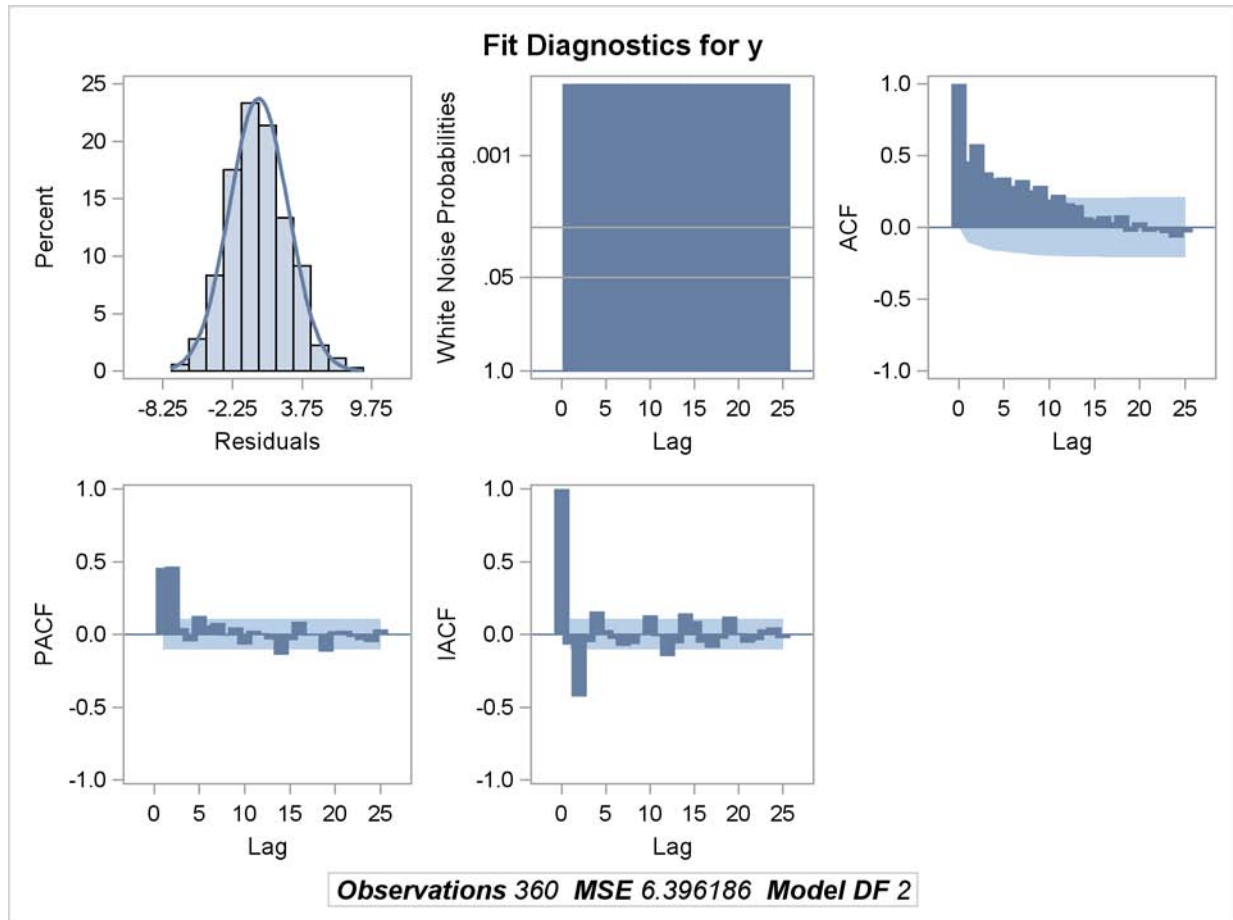 Fit Diagnostics for y
25
20
15
10
5
0
Percent
-8.25 -2.25 3.75 9.75
Residuals
.001
.05
1.0
White Noise Probabilities
0 5 10 15 20 25
Lag
1.0
0.5
0.0
-0.5
-1.0
ACF
0 5 10 15 20 25
Lag
1.0
0.5
0.0
-0.5
-1.0
PACF
0 5 10 15 20 25
Lag
1.0
0.5
0.0
-0.5
-1.0
IACF
0 5 10 15 20 25
Lag
Observations 360 MSE 6.396186 Model DF 2